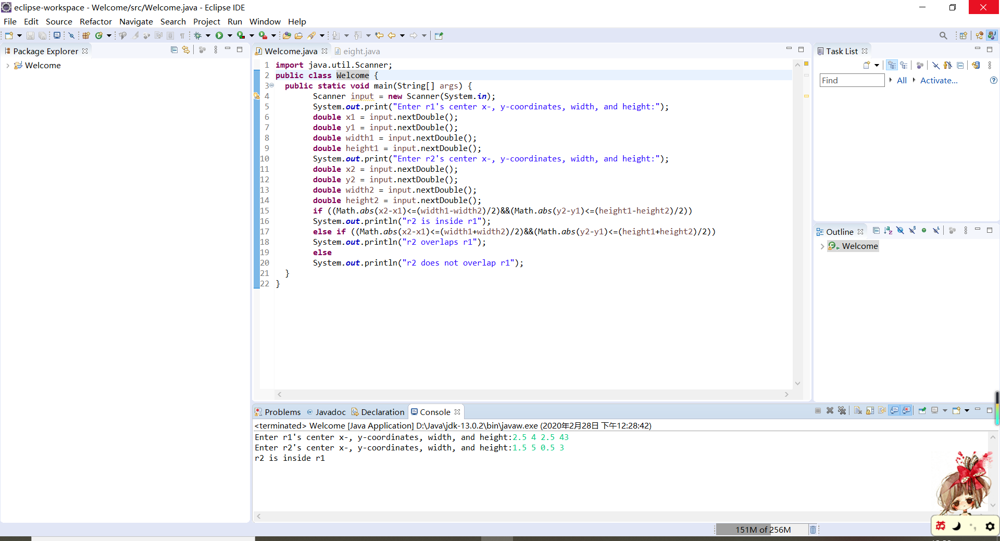 eclipse-workspace - Welcome/src/Welcome.java - Eclipse IDE
File Edit Source Refactor Navigate Search Project Run Window Help
Package Explorer
Welcome
Welcome.java eight.java
1 import java.util.Scanner;
2 public class Welcome {
3 public static void main(String[] args) {
4 Scanner input = new Scanner(System.in);
5 System.out.print("Enter r1's center x-, y-coordinates, width, and height:");
6 double x1 = input.nextDouble();
7 double y1 = input.nextDouble();
8 double width1 = input.nextDouble();
9 double height1 = input.nextDouble();
10 System.out.print("Enter r2's center x-, y-coordinates, width, and height:");
11 double x2 = input.nextDouble();
12 double y2 = input.nextDouble();
13 double width2 = input.nextDouble();
14 double height2 = input.nextDouble();
15 if ((Math.abs(x2-x1)<=(width1-width2)/2)&&(Math.abs(y2-y1)<=(height1-height2)/2))
16 System.out.println("r2 is inside r1");
17 else if ((Math.abs(x2-x1)<=(width1+width2)/2)&&(Math.abs(y2-y1)<=(height1+height2)/2))
18 System.out.println("r2 overlaps r1");
19 else
20 System.out.println("r2 does not overlap r1");
21 }
22 }
Task List
Find All Activate...
Outline
Welcome
Problems @ Javadoc Declaration Console
<terminated> Welcome [Java Application] D:\Java\jdk-13.0.2\bin\javaw.exe (2020年2月28日 下午12:28:42)
Enter r1's center x-, y-coordinates, width, and height:2.5 4 2.5 43
Enter r2's center x-, y-coordinates, width, and height:1.5 5 0.5 3
r2 is inside r1
151M of 256M
英